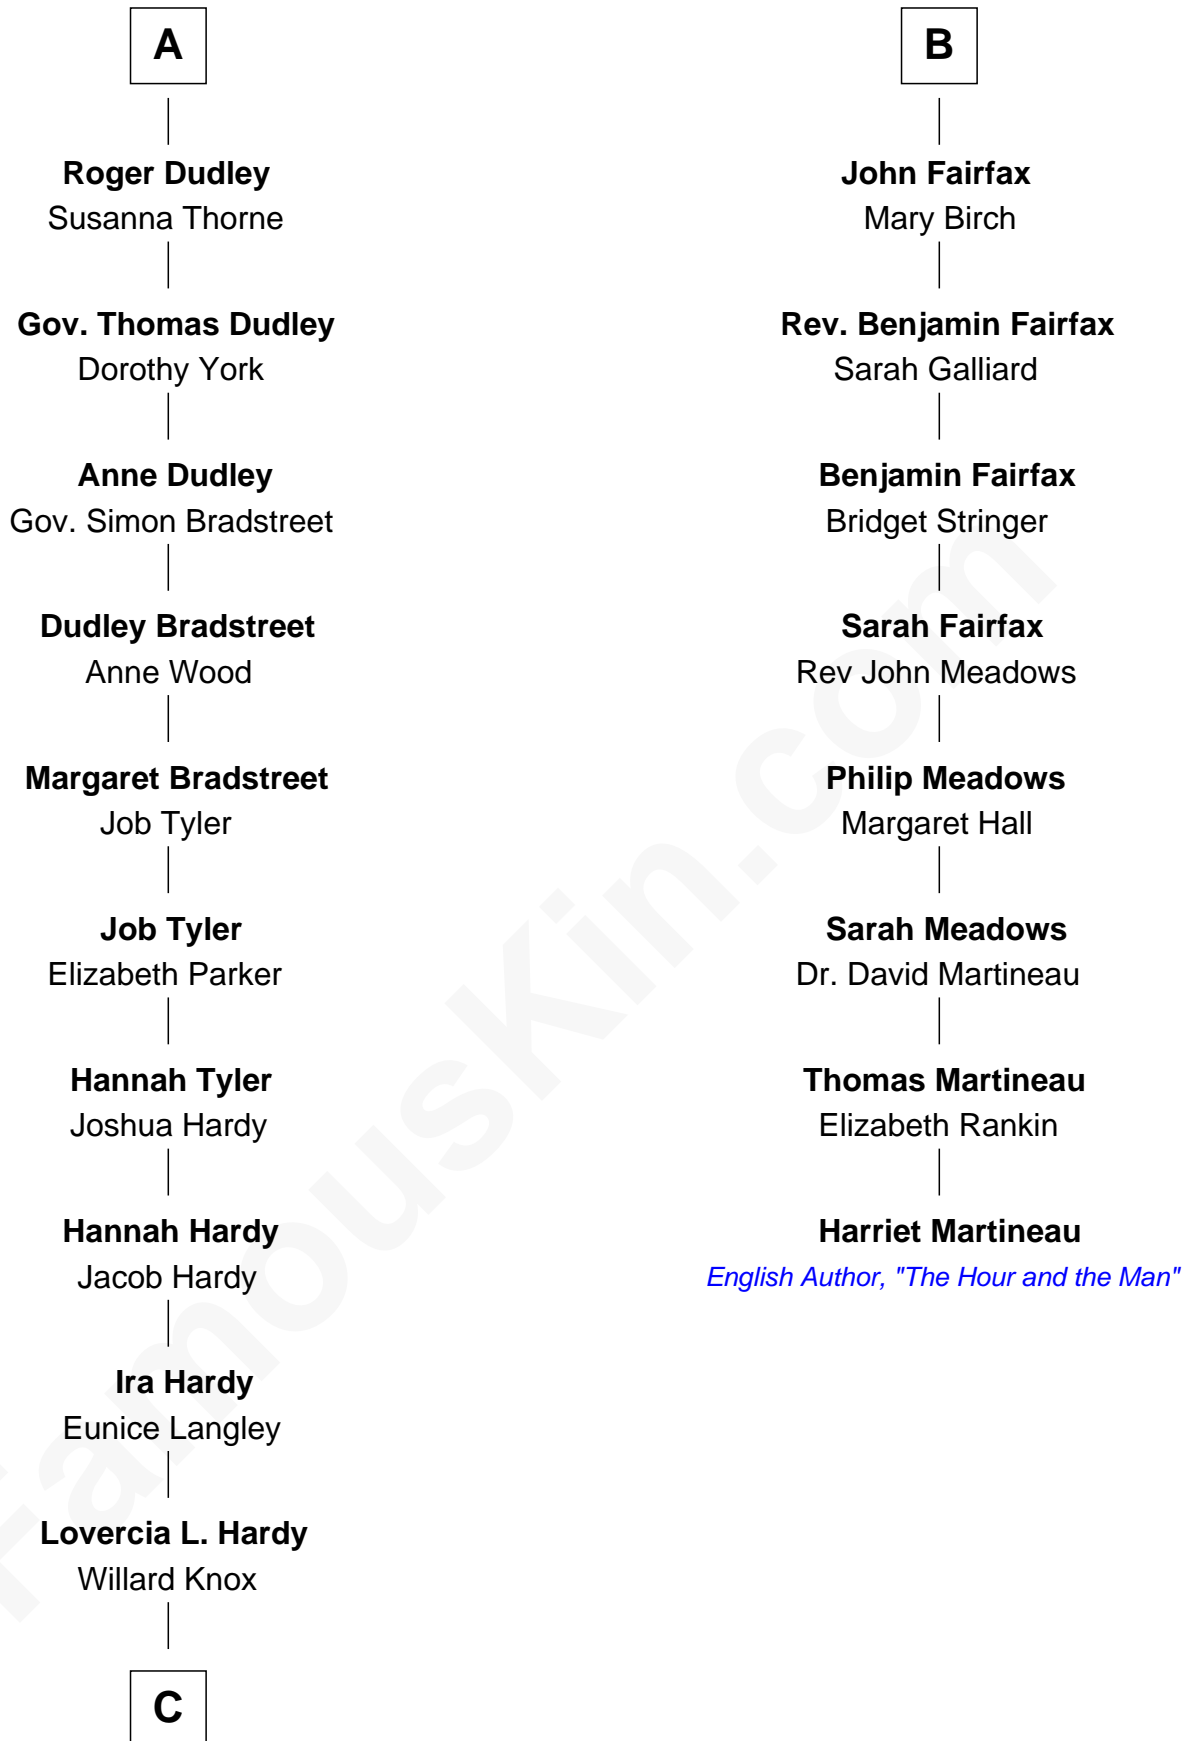 A
Roger Dudley
Susanna Thorne
Gov. Thomas Dudley
Dorothy York
Anne Dudley
Gov. Simon Bradstreet
Dudley Bradstreet
Anne Wood
Margaret Bradstreet
Job Tyler
Job Tyler
Elizabeth Parker
Hannah Tyler
Joshua Hardy
Hannah Hardy
Jacob Hardy
Ira Hardy
Eunice Langley
Lovercia L. Hardy
Willard Knox
C
B
John Fairfax
Mary Birch
Rev. Benjamin Fairfax
Sarah Galliard
Benjamin Fairfax
Bridget Stringer
Sarah Fairfax
Rev John Meadows
Philip Meadows
Margaret Hall
Sarah Meadows
Dr. David Martineau
Thomas Martineau
Elizabeth Rankin
Harriet Martineau
English Author, "The Hour and the Man"
FamousKin.com